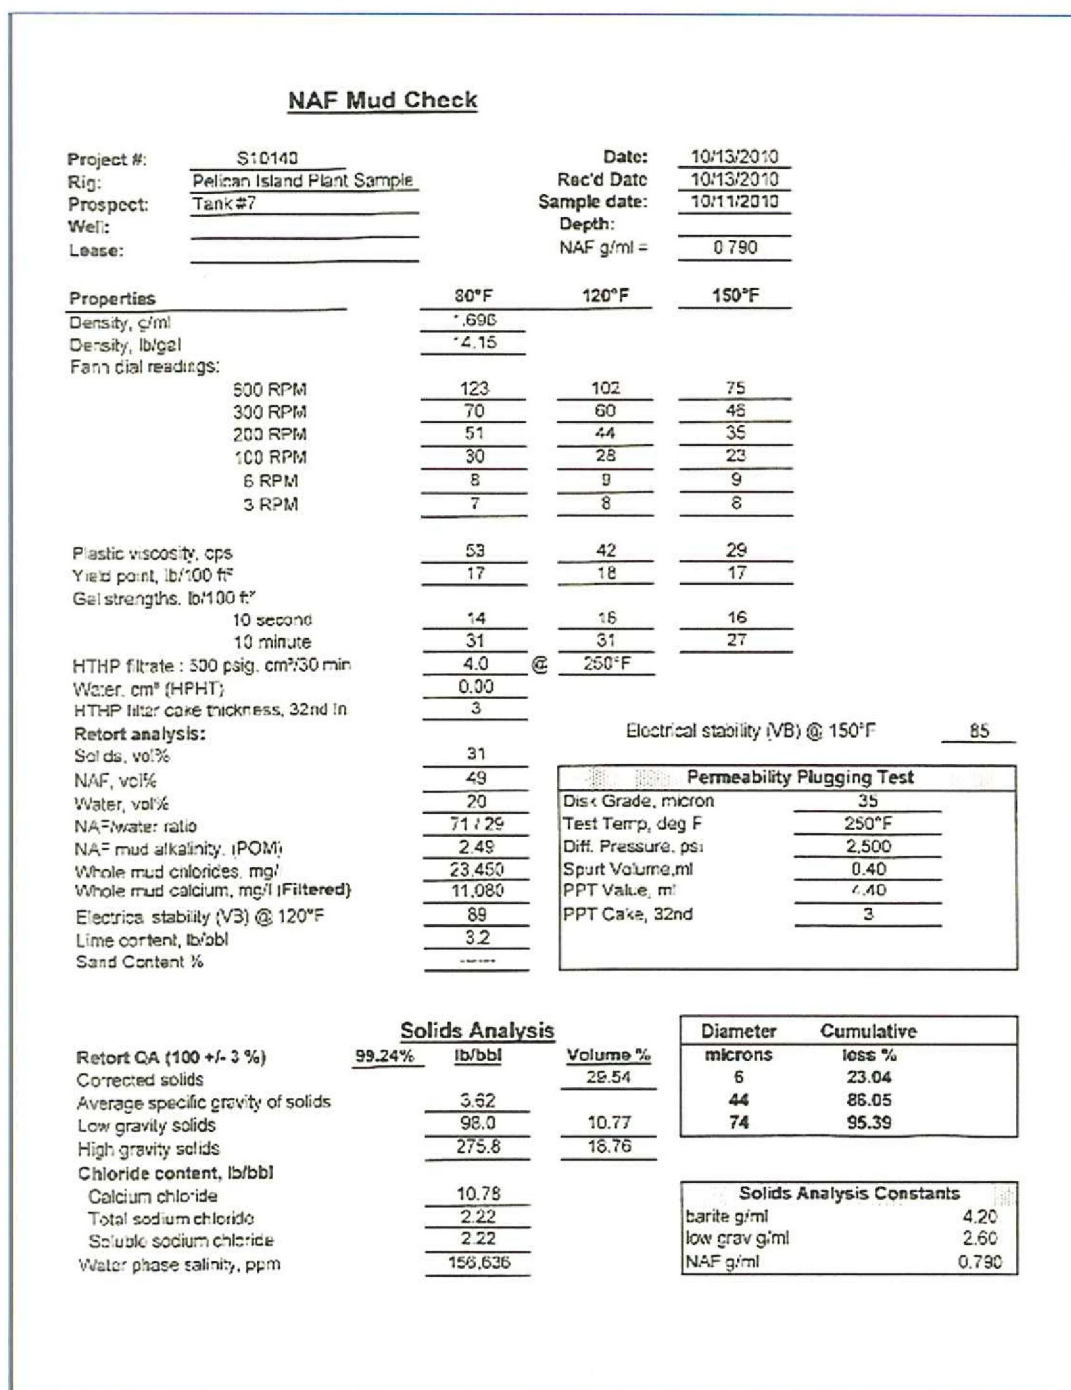 NAF Mud Check
Project #: S10140 Date: 10/13/2010
Rig: Pelican Island Plant Sample Rec'd Date 10/13/2010
Prospect: Tank #7 Sample date: 10/11/2010
Well: Depth:
Lease: NAF g/ml = 0.790
Properties 80°F 120°F 150°F
Density, g/ml 1.696
Density, lb/gal 14.15
Fann dial readings:
600 RPM 123 102 75
300 RPM 70 60 46
200 RPM 51 44 35
100 RPM 30 28 23
6 RPM 8 9 9
3 RPM 7 8 8
Plastic viscosity, cps 53 42 29
Yield point, lb/100 ft² 17 18 17
Gel strengths, lb/100 ft²
10 second 14 16 16
10 minute 31 31 27
HTHP filtrate : 500 psig, cm³/30 min 4.0 @ 250°F
Water, cm³ (HPHT) 0.00
HTHP filter cake thickness, 32nd in 3
Retort analysis: Electrical stability (VB) @ 150°F 85
Solids, vol% 31
NAF, vol% 49
Water, vol% 20
NAF/water ratio 71 / 29
NAF mud alkalinity, (POM) 2.49
Whole mud chlorides, mg/l 23,450
Whole mud calcium, mg/l (Filtered) 11,080
Electrical stability (VB) @ 120°F 89
Lime content, lb/bbl 3.2
Sand Content % -----
Permeability Plugging Test
Disk Grade, micron 35
Test Temp, deg F 250°F
Diff. Pressure, psi 2,500
Spurt Volume,ml 0.40
PPT Value, ml 4.40
PPT Cake, 32nd 3
Solids Analysis
Retort QA (100 +/- 3 %) 99.24% lb/bbl Volume %
Corrected solids 29.54
Average specific gravity of solids 3.62
Low gravity solids 98.0 10.77
High gravity solids 275.8 18.76
Chloride content, lb/bbl
Calcium chloride 10.78
Total sodium chloride 2.22
Soluble sodium chloride 2.22
Water phase salinity, ppm 156,636
Diameter Cumulative
microns less %
6 23.04
44 86.05
74 95.39
Solids Analysis Constants
barite g/ml 4.20
low grav g/ml 2.60
NAF g/ml 0.790